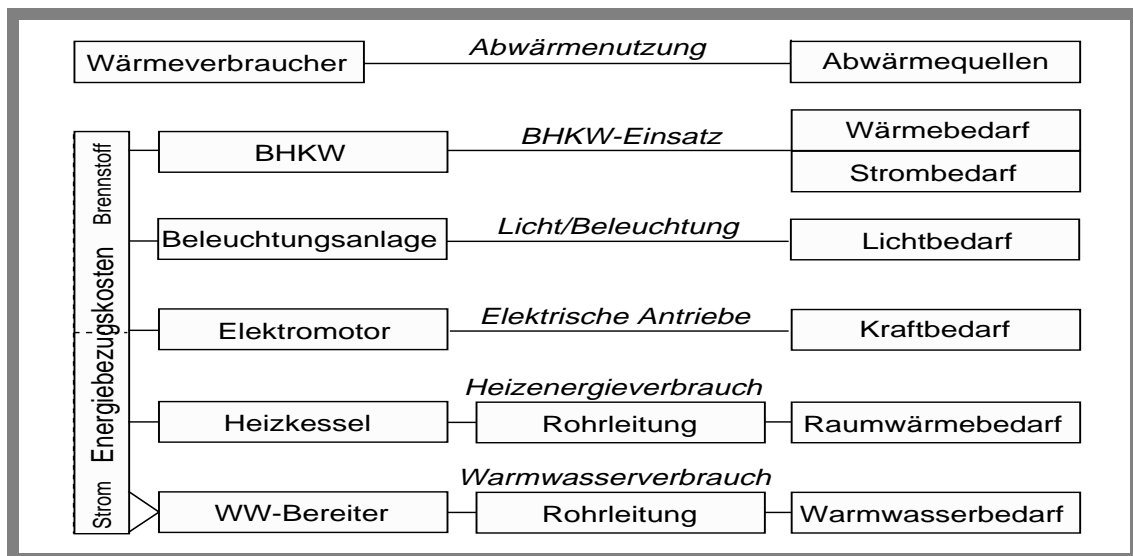 Abwärmenutzung
Wärmeverbraucher
Abwärmequellen
Brennstoff
Energiebezugskosten
Strom
BHKW
BHKW-Einsatz
Wärmebedarf
Strombedarf
Beleuchtungsanlage
Licht/Beleuchtung
Lichtbedarf
Elektromotor
Elektrische Antriebe
Kraftbedarf
Heizenergieverbrauch
Heizkessel
Rohrleitung
Raumwärmebedarf
Warmwasserverbrauch
WW-Bereiter
Rohrleitung
Warmwasserbedarf